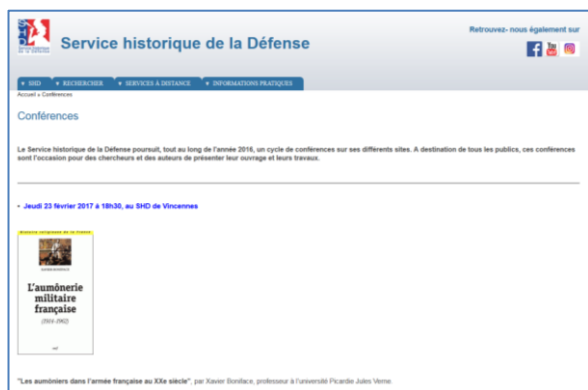 Retrouvez- nous également sur
Service historique de la Défense
SHD
RECHERCHER
SERVICES À DISTANCE
INFORMATIONS PRATIQUES
Accueil » Conférences
Conférences
Le Service historique de la Défense poursuit, tout au long de l'année 2016, un cycle de conférences sur ses différents sites. A destination de tous les publics, ces conférences
sont l'occasion pour des chercheurs et des auteurs de présenter leur ouvrage et leurs travaux.
- Jeudi 23 février 2017 à 18h30, au SHD de Vincennes
L'aumônerie
militaire
française
(1914-1962)
"Les aumôniers dans l'armée française au XXe siècle", par Xavier Boniface, professeur à l'université Picardie Jules Verne.